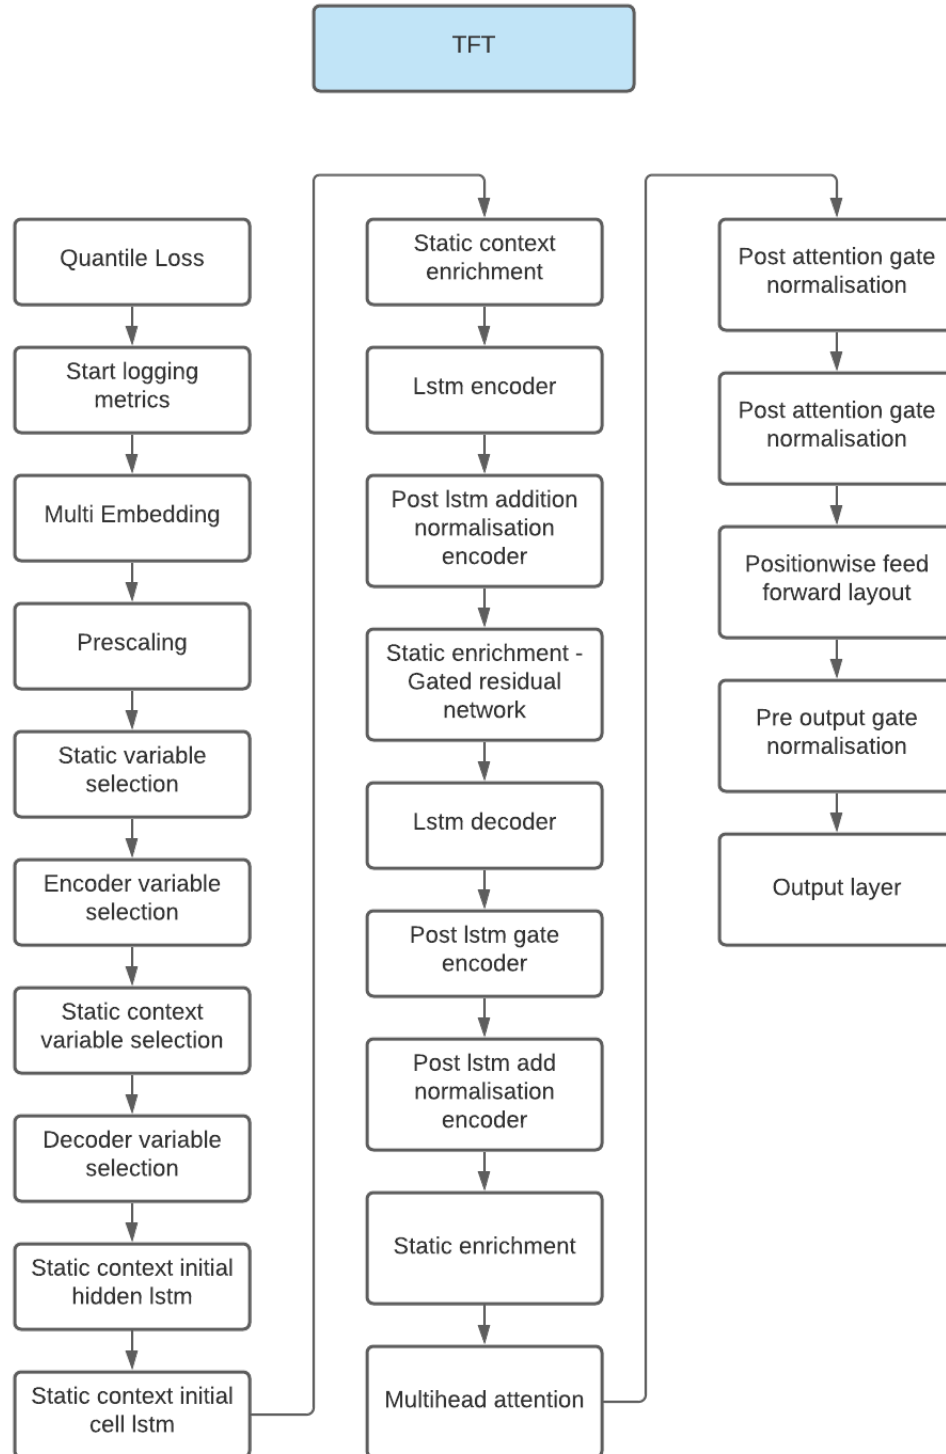 TFT
Quantile Loss
Start logging
metrics
Multi Embedding
Prescaling
Static variable
selection
Encoder variable
selection
Static context
variable selection
Decoder variable
selection
Static context initial
hidden lstm
Static context initial
cell lstm
Static context
enrichment
Lstm encoder
Post lstm addition
normalisation
encoder
Static enrichment -
Gated residual
network
Lstm decoder
Post lstm gate
encoder
Post lstm add
normalisation
encoder
Static enrichment
Multihead attention
Post attention gate
normalisation
Post attention gate
normalisation
Positionwise feed
forward layout
Pre output gate
normalisation
Output layer